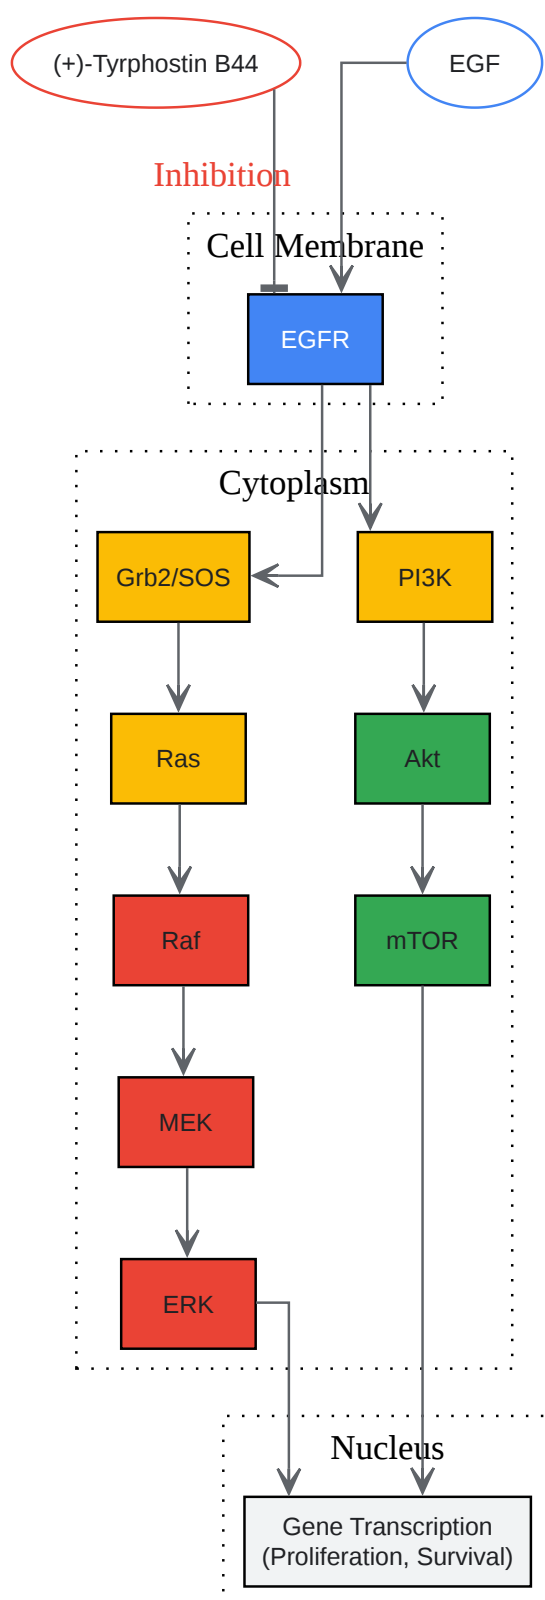 (+)-Tyrphostin B44
EGF
Inhibition
Cell Membrane
EGFR
Cytoplasm
Grb2/SOS
PI3K
Ras
Akt
Raf
mTOR
MEK
ERK
Nucleus
Gene Transcription
(Proliferation, Survival)